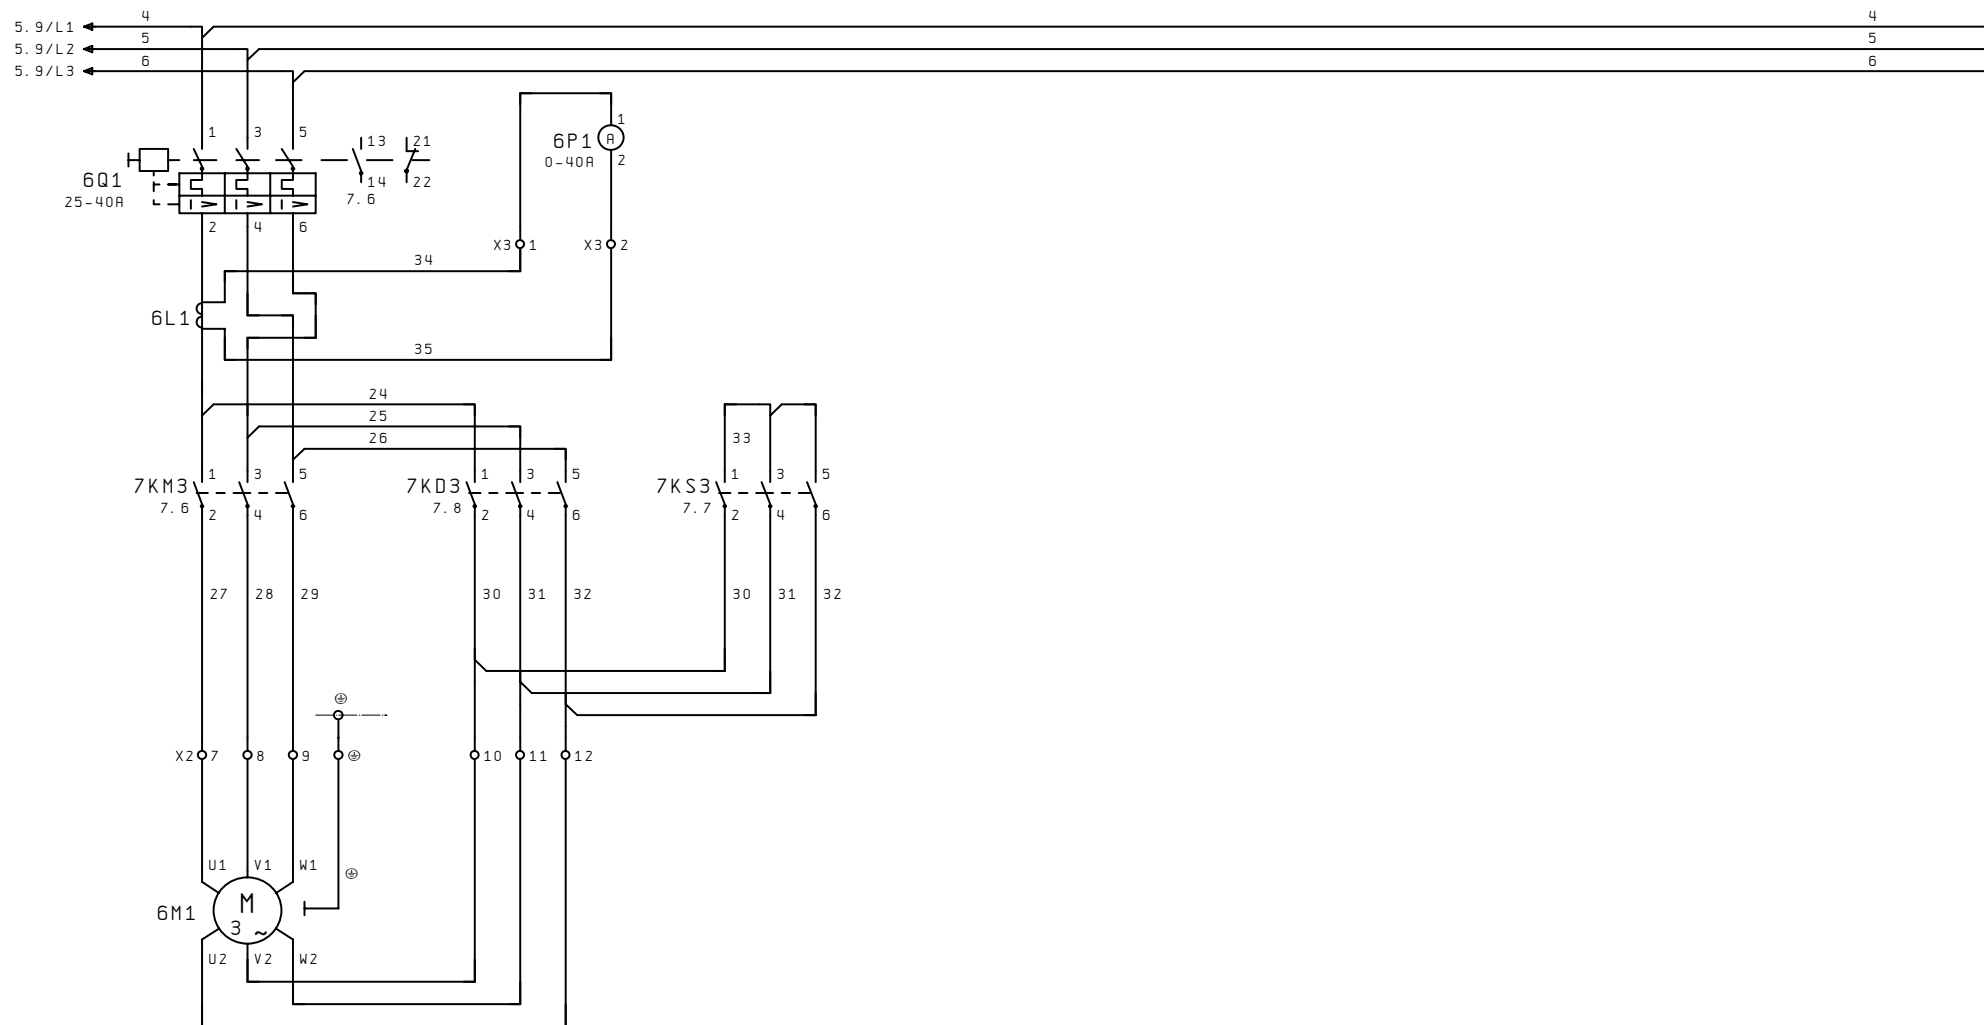 4 4
5.9/L1
5 5
5.9/L2
6 6
5.9/L3
1 3 5 13 21
6P1 A 1
0-40A 2
6Q1 14 22
25-40A 7.6
I> I> I>
2 4 6
X3 1 X3 2
34
6L1
35
24
25
26 33
1 3 5 1 3 5 1 3 5
7KM3 7KD3 7KS3
7.6 7.8 7.7
2 4 6 2 4 6 2 4 6
27 28 29 30 31 32 30 31 32
X2 7 8 9 10 11 12
U1 V1 W1
6M1 M
3 ~
U2 V2 W2